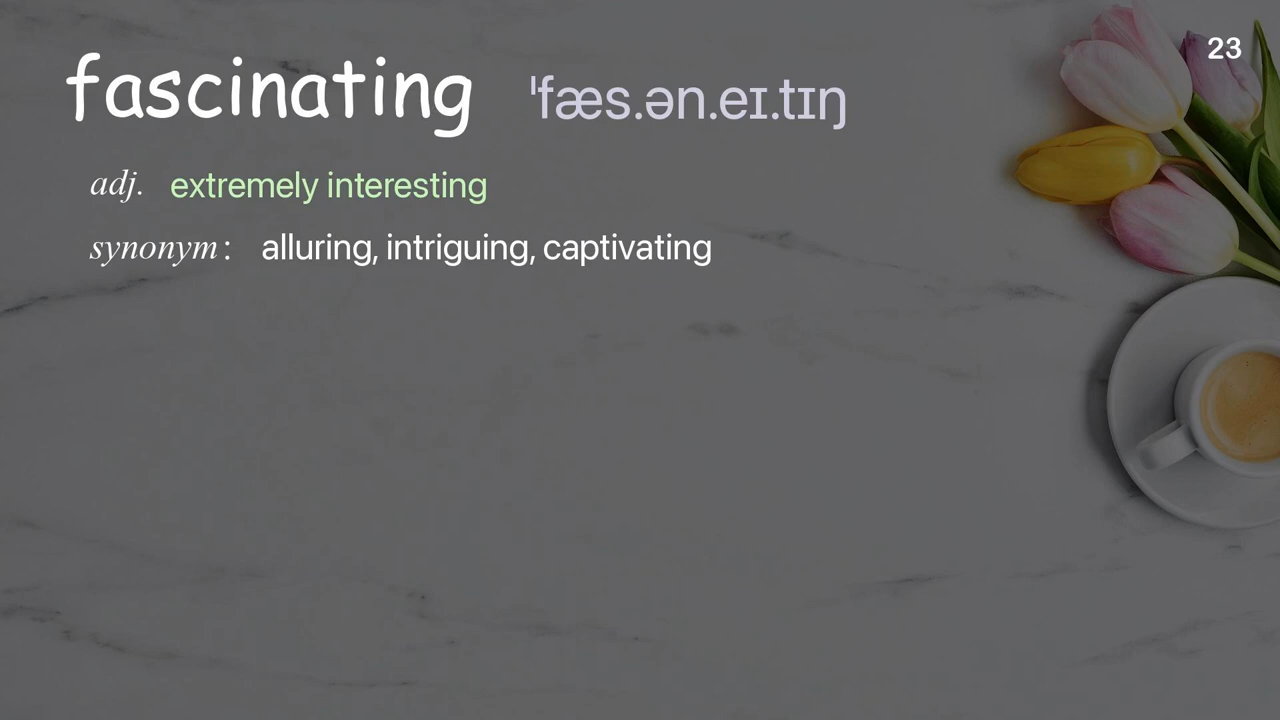 23
fascinating ˈfæs.ən.eɪ.tɪŋ
adj. extremely interesting
synonym: alluring, intriguing, captivating